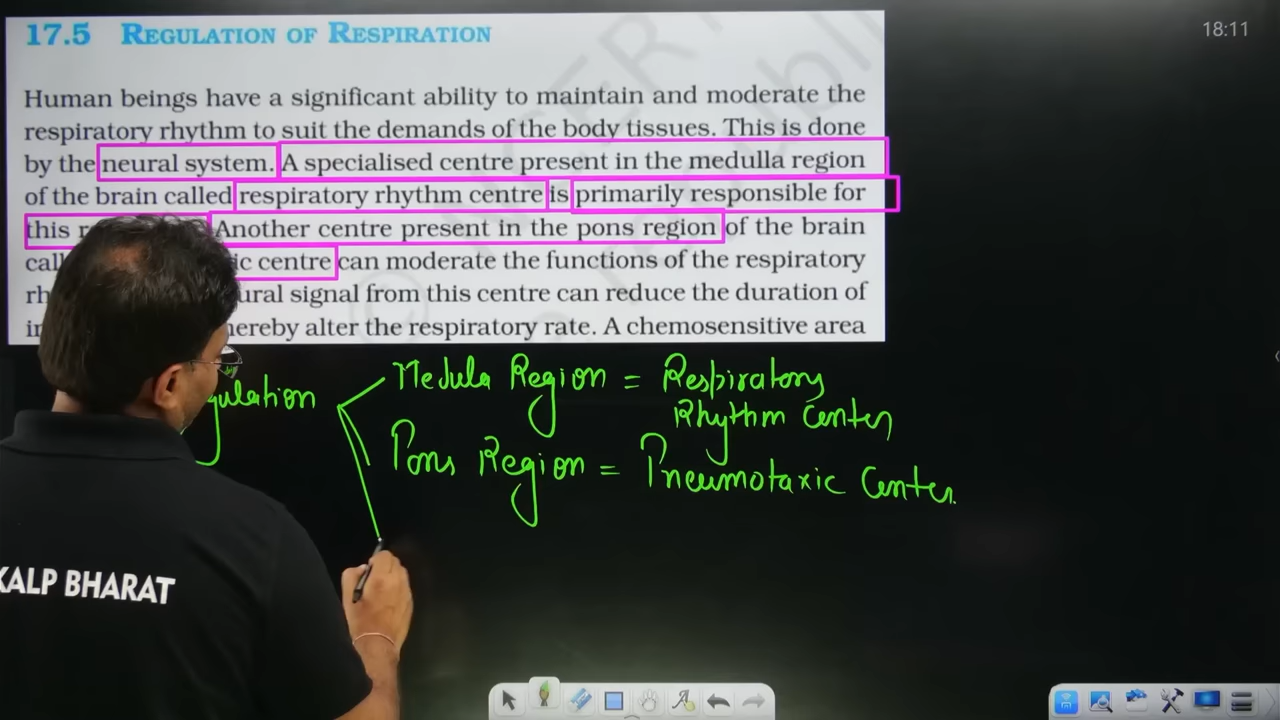 18:11
17.5 REGULATION OF RESPIRATION
Human beings have a significant ability to maintain and moderate the
respiratory rhythm to suit the demands of the body tissues. This is done
by the neural system. A specialised centre present in the medulla region
of the brain called respiratory rhythm centre is primarily responsible for
this Another centre present in the pons region of the brain
centre can moderate the functions of the respiratory
signal from this centre can reduce the duration of
alter the respiratory rate. A chemosensitive area
Medula Region = Respiratory
Rhythm Center
Pons Region = Pneumotaxic Center.
KALP BHARAT